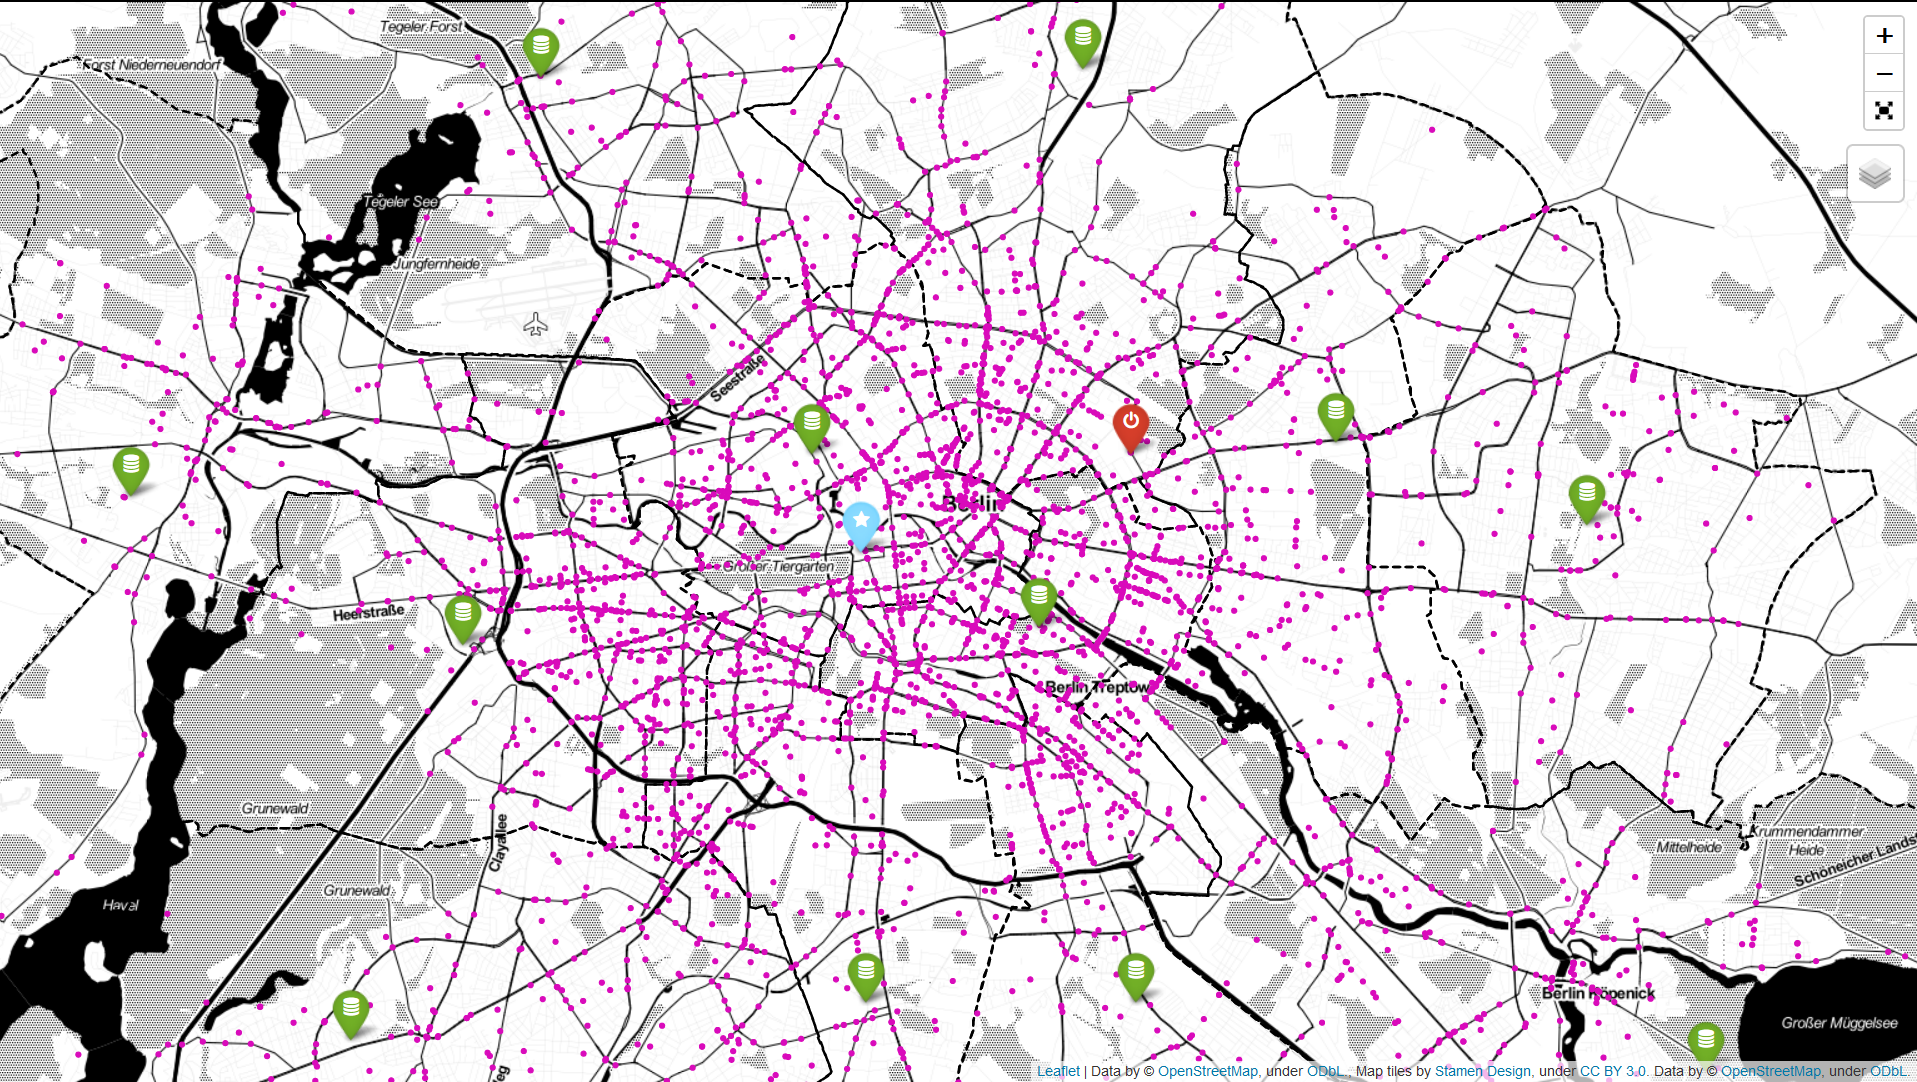 Tegeler Forst
Forst Niederneuendorf
Tegeler See
Jungfernheide
Seestraße
Berlin
Großer Tiergarten
Heerstraße
Berlin Treptow
Grunewald
Clayallee
Grunewald
Havel
Krummendammer
Heide
Mittelheide
Schöneicher Lands
Berlin Köpenick
Großer Müggelsee
eg
+
−
Leaflet | Data by © OpenStreetMap, under ODbL. Map tiles by Stamen Design, under CC BY 3.0. Data by © OpenStreetMap, under ODbL.